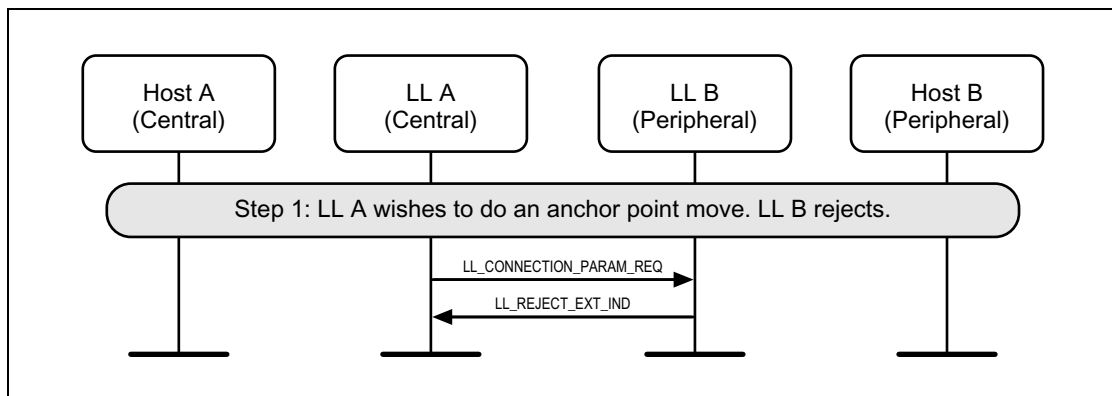 Host A
(Central)
LL A
(Central)
LL B
(Peripheral)
Host B
(Peripheral)
Step 1: LL A wishes to do an anchor point move. LL B rejects.
LL_CONNECTION_PARAM_REQ
LL_REJECT_EXT_IND